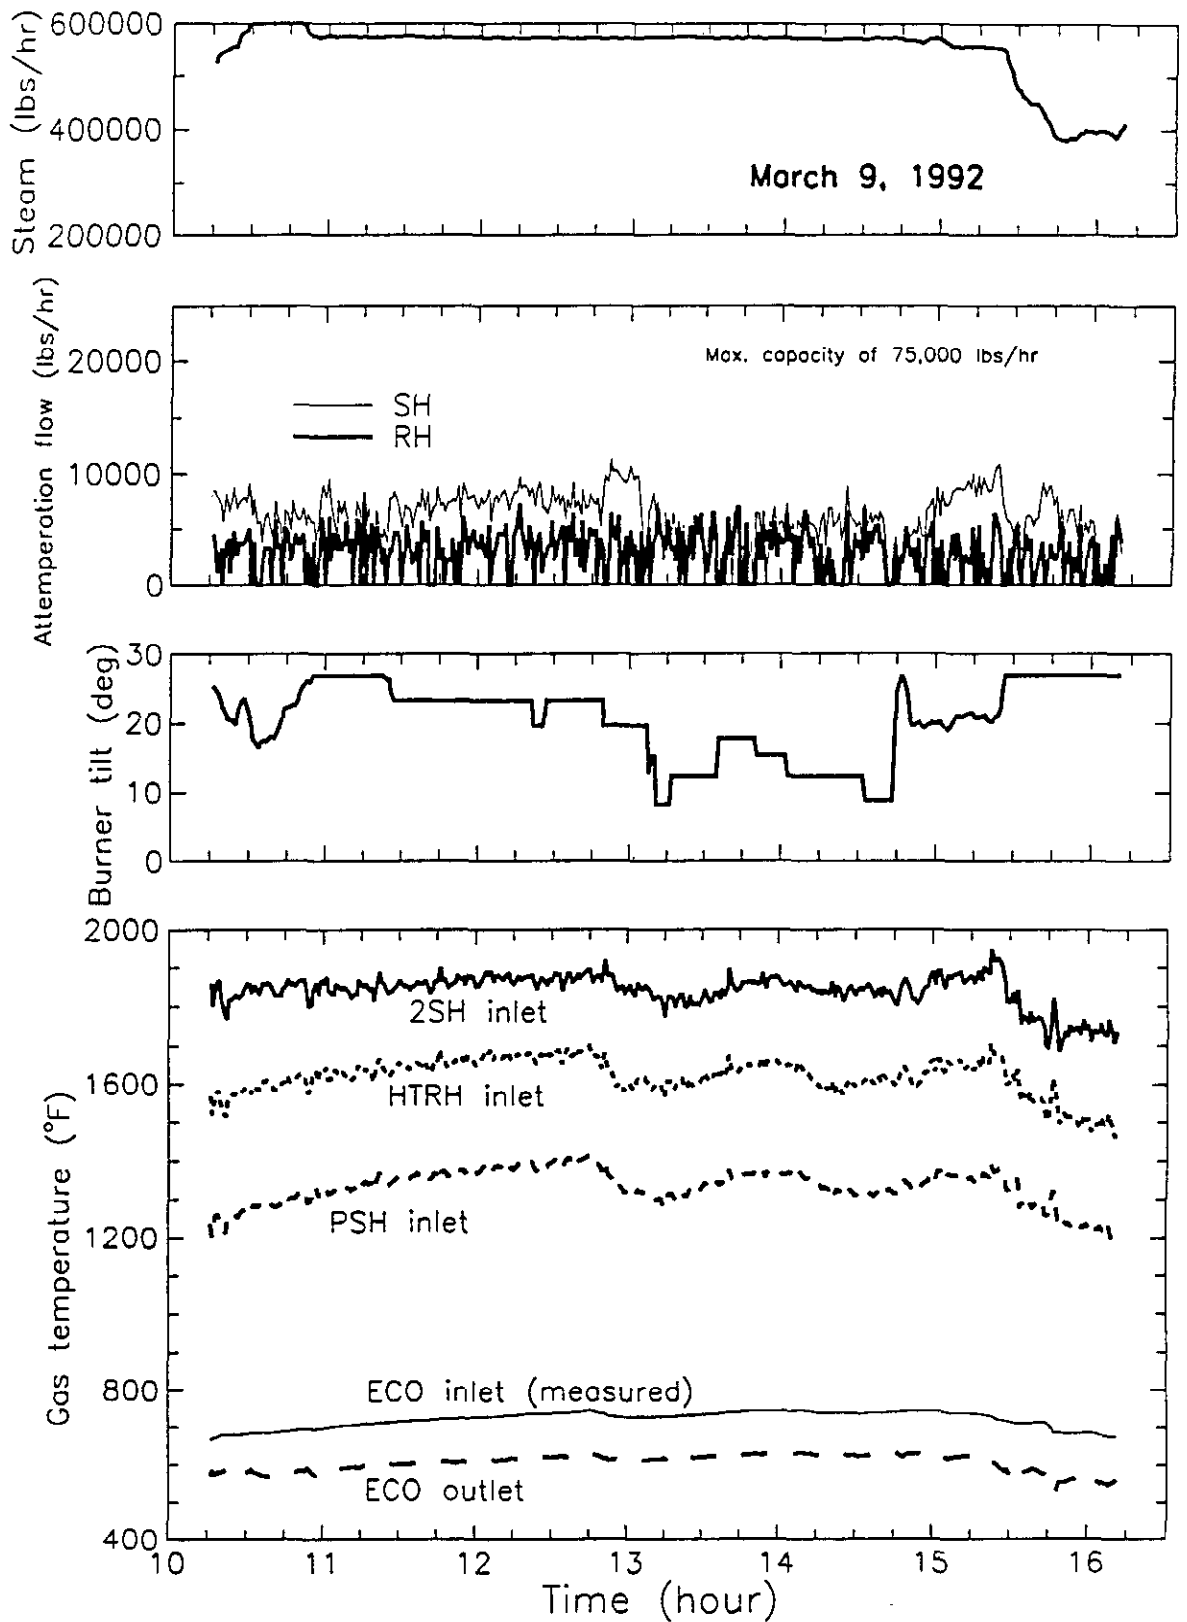 Steam (lbs/hr)
600000
400000
200000
March 9, 1992
Attemperation flow (lbs/hr)
20000
10000
0
Max. capacity of 75,000 lbs/hr
SH
RH
Burner tilt (deg)
30
20
10
0
Gas temperature (°F)
2000
1600
1200
800
400
2SH inlet
HTRH inlet
PSH inlet
ECO inlet (measured)
ECO outlet
10 11 12 13 14 15 16
Time (hour)